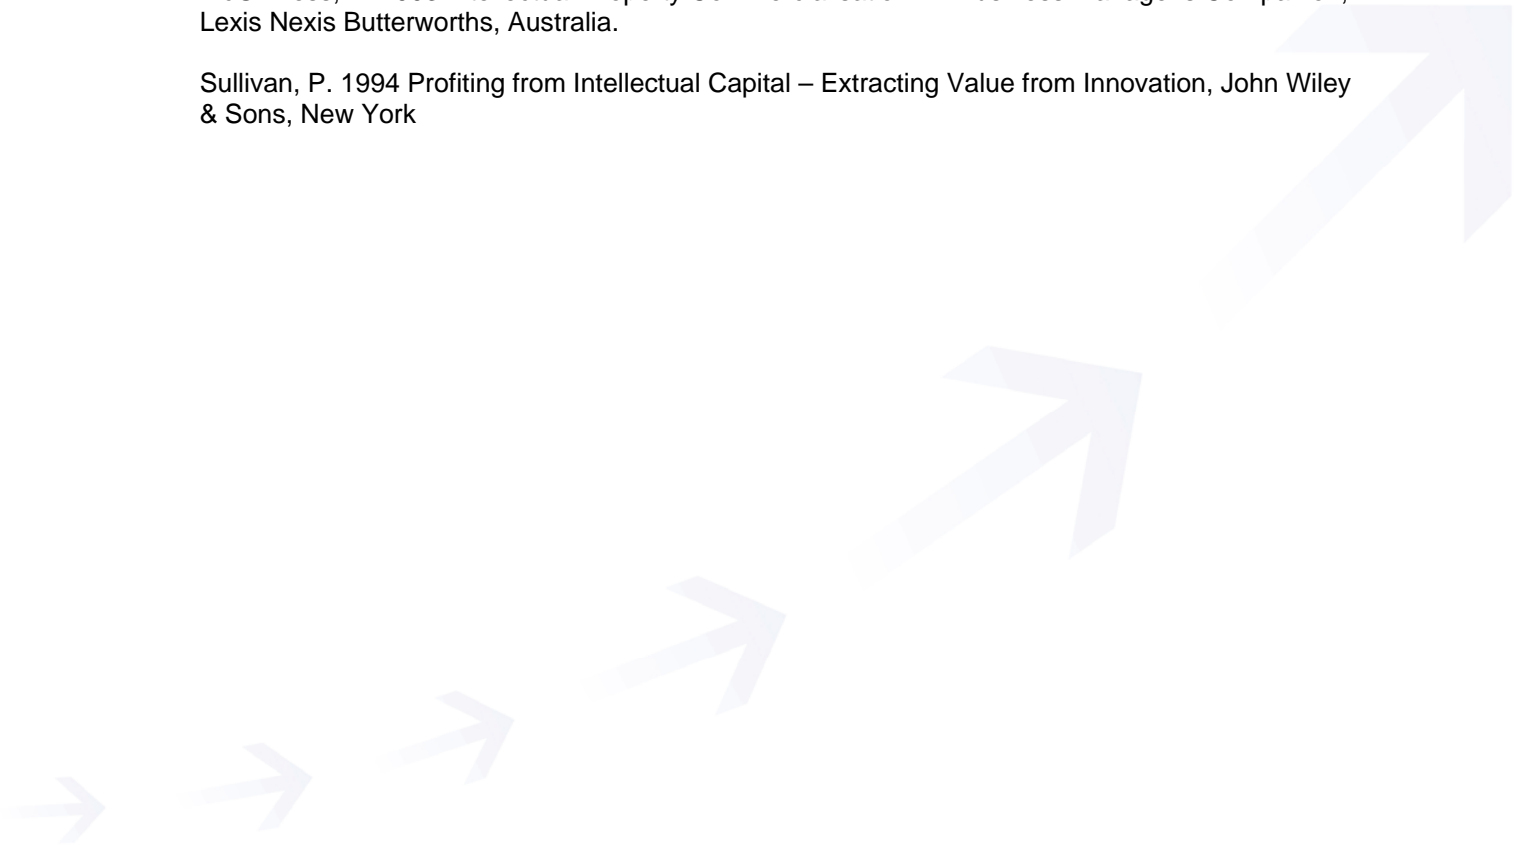 Lexis Nexis Butterworths, Australia.
Sullivan, P. 1994 Profiting from Intellectual Capital – Extracting Value from Innovation, John Wiley
& Sons, New York